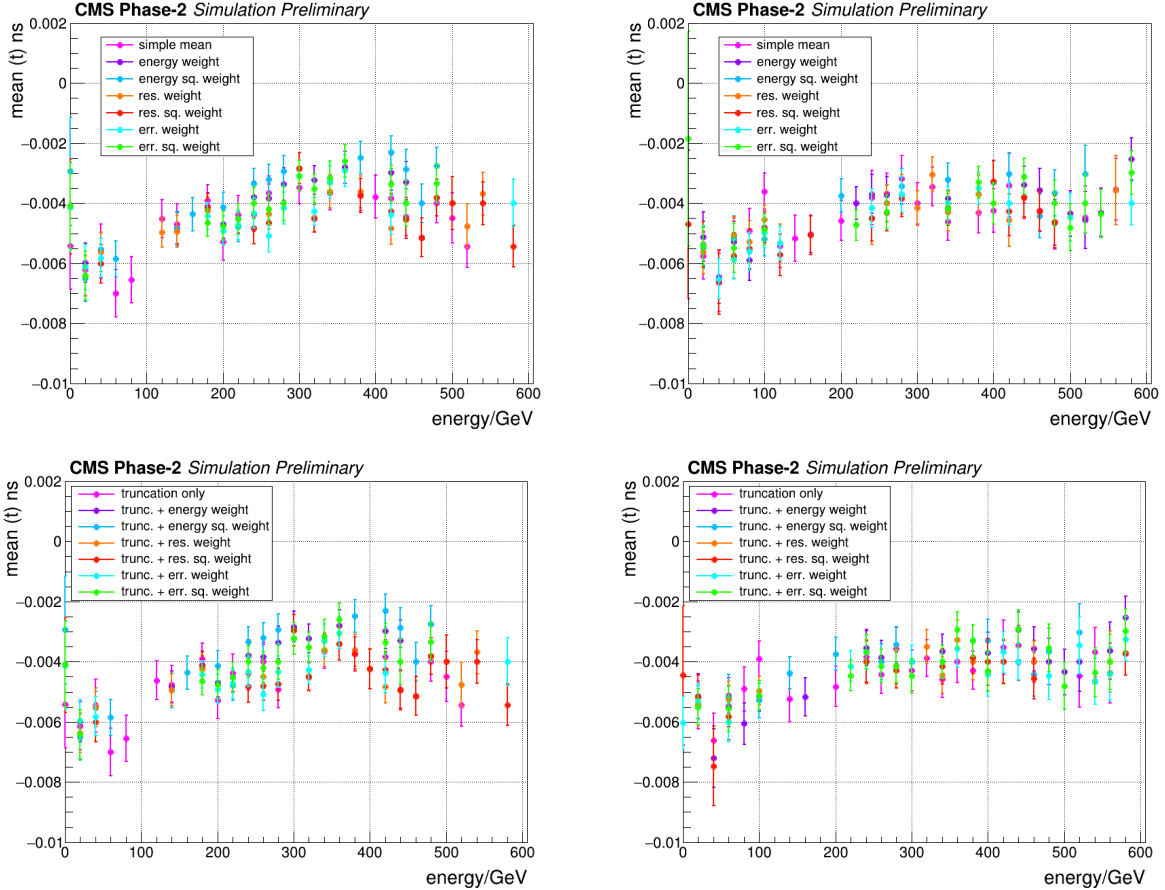 CMS Phase-2 Simulation Preliminary
mean (t) ns
0.002
0
−0.002
−0.004
−0.006
−0.008
−0.01
simple mean
energy weight
energy sq. weight
res. weight
res. sq. weight
err. weight
err. sq. weight
0 100 200 300 400 500 600
energy/GeV
CMS Phase-2 Simulation Preliminary
mean (t) ns
0.002
0
−0.002
−0.004
−0.006
−0.008
−0.01
simple mean
energy weight
energy sq. weight
res. weight
res. sq. weight
err. weight
err. sq. weight
0 100 200 300 400 500 600
energy/GeV
CMS Phase-2 Simulation Preliminary
mean (t) ns
0.002
0
−0.002
−0.004
−0.006
−0.008
−0.01
truncation only
trunc. + energy weight
trunc. + energy sq. weight
trunc. + res. weight
trunc. + res. sq. weight
trunc. + err. weight
trunc. + err. sq. weight
0 100 200 300 400 500 600
energy/GeV
CMS Phase-2 Simulation Preliminary
mean (t) ns
0.002
0
−0.002
−0.004
−0.006
−0.008
−0.01
truncation only
trunc. + energy weight
trunc. + energy sq. weight
trunc. + res. weight
trunc. + res. sq. weight
trunc. + err. weight
trunc. + err. sq. weight
0 100 200 300 400 500 600
energy/GeV